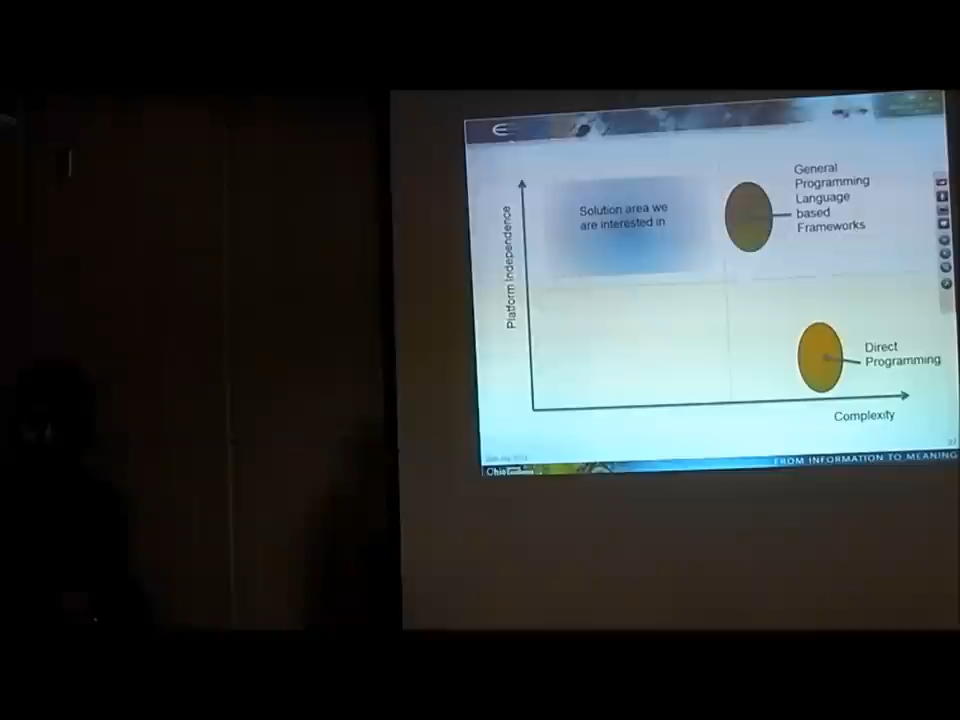 General
Programming
Language
based
Frameworks
Solution area we
are interested in
Platform Independence
Direct
Programming
Complexity
FROM INFORMATION TO MEANING